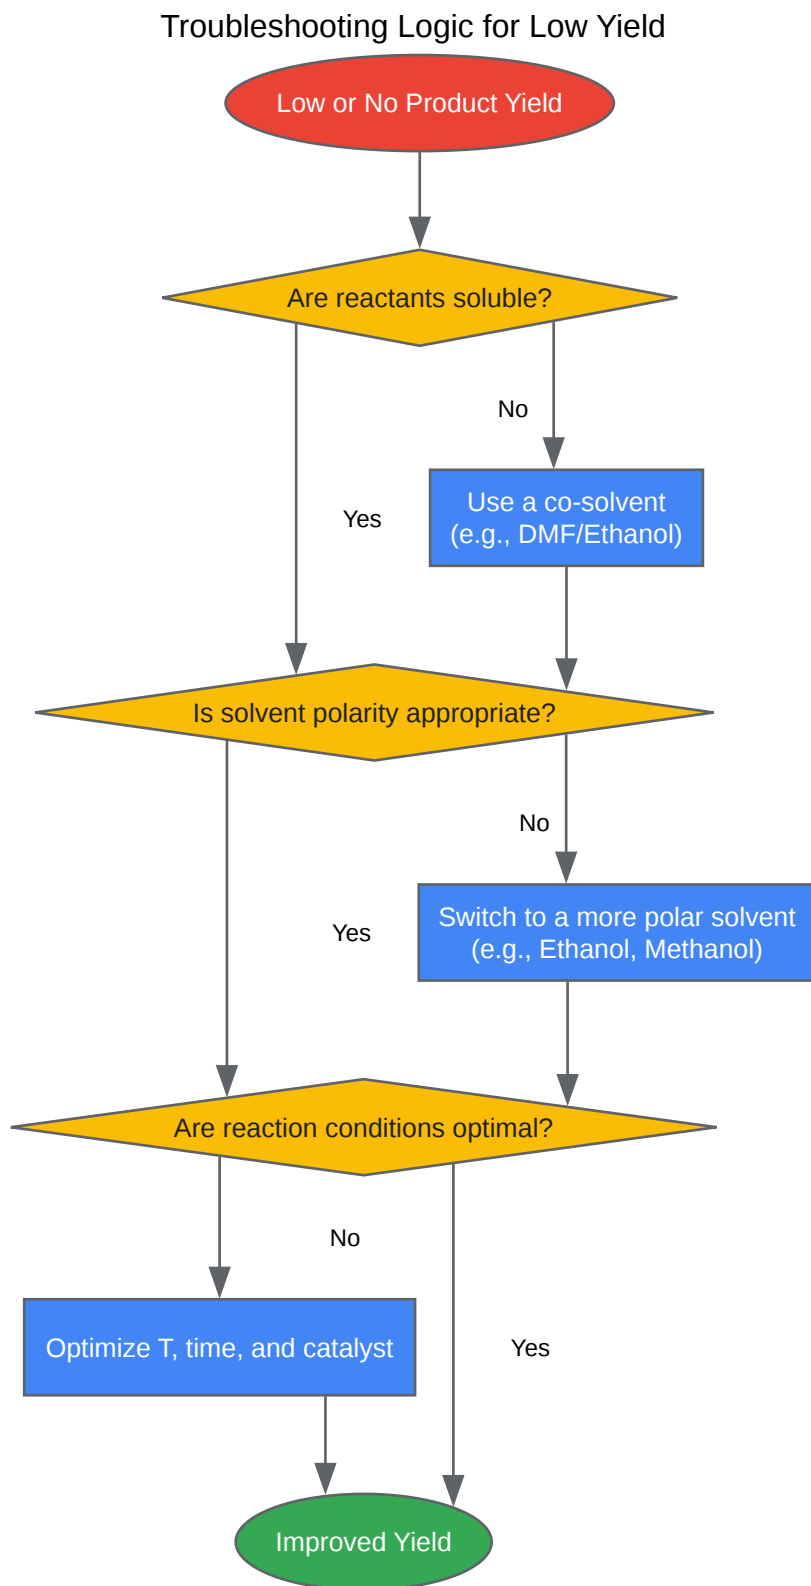 Troubleshooting Logic for Low Yield
Low or No Product Yield
Are reactants soluble?
No
Use a co-solvent
(e.g., DMF/Ethanol)
Yes
Is solvent polarity appropriate?
No
Switch to a more polar solvent
(e.g., Ethanol, Methanol)
Yes
Are reaction conditions optimal?
No
Optimize T, time, and catalyst
Yes
Improved Yield